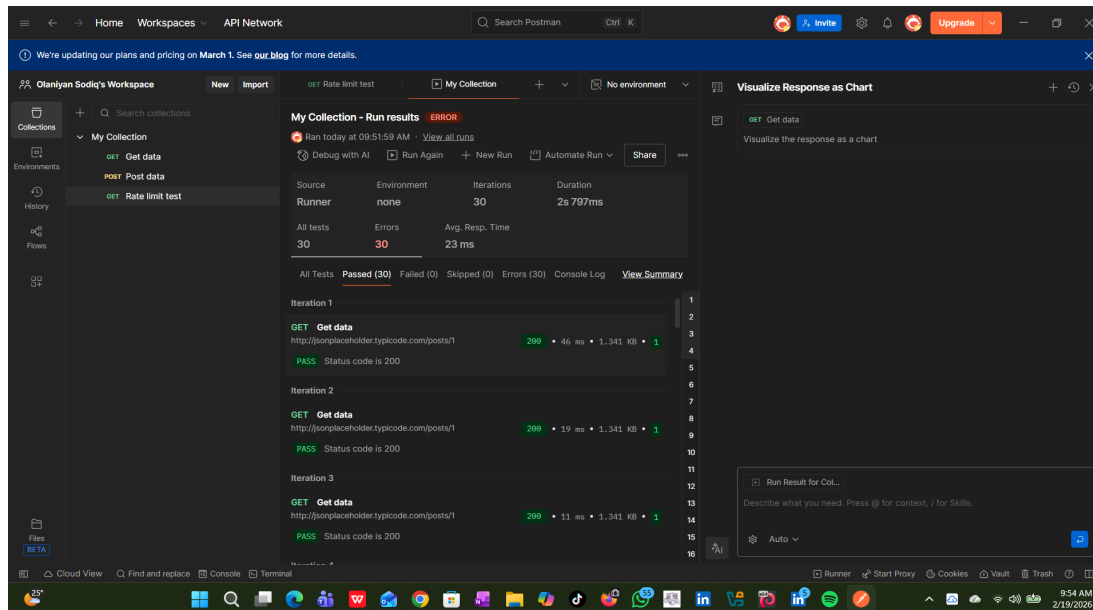 Home Workspaces API Network Search Postman Ctrl K Invite Upgrade
We're updating our plans and pricing on March 1. See our blog for more details.
Olaniyan Sodiq's Workspace New Import
GET Rate limit test My Collection No environment
Visualize Response as Chart
Collections
Environments
History
Flows
Files
BETA
Search collections
My Collection
GET Get data
POST Post data
GET Rate limit test
My Collection - Run results ERROR
Ran today at 09:51:59 AM · View all runs
Debug with AI Run Again New Run Automate Run Share
Source Environment Iterations Duration
Runner none 30 2s 797ms
All tests Errors Avg. Resp. Time
30 30 23 ms
All Tests Passed (30) Failed (0) Skipped (0) Errors (30) Console Log View Summary
Iteration 1
GET Get data
http://jsonplaceholder.typicode.com/posts/1 200 • 46 ms • 1.341 KB • 1
PASS Status code is 200
Iteration 2
GET Get data
http://jsonplaceholder.typicode.com/posts/1 200 • 19 ms • 1.341 KB • 1
PASS Status code is 200
Iteration 3
GET Get data
http://jsonplaceholder.typicode.com/posts/1 200 • 11 ms • 1.341 KB • 1
PASS Status code is 200
1
2
3
4
5
6
7
8
9
10
11
12
13
14
15
16
GET Get data
Visualize the response as a chart
Run Result for Col...
Describe what you need. Press @ for context, / for Skills.
Auto
AI
Cloud View Find and replace Console Terminal Runner Start Proxy Cookies Vault Trash
25°
55
9:54 AM
2/19/2026